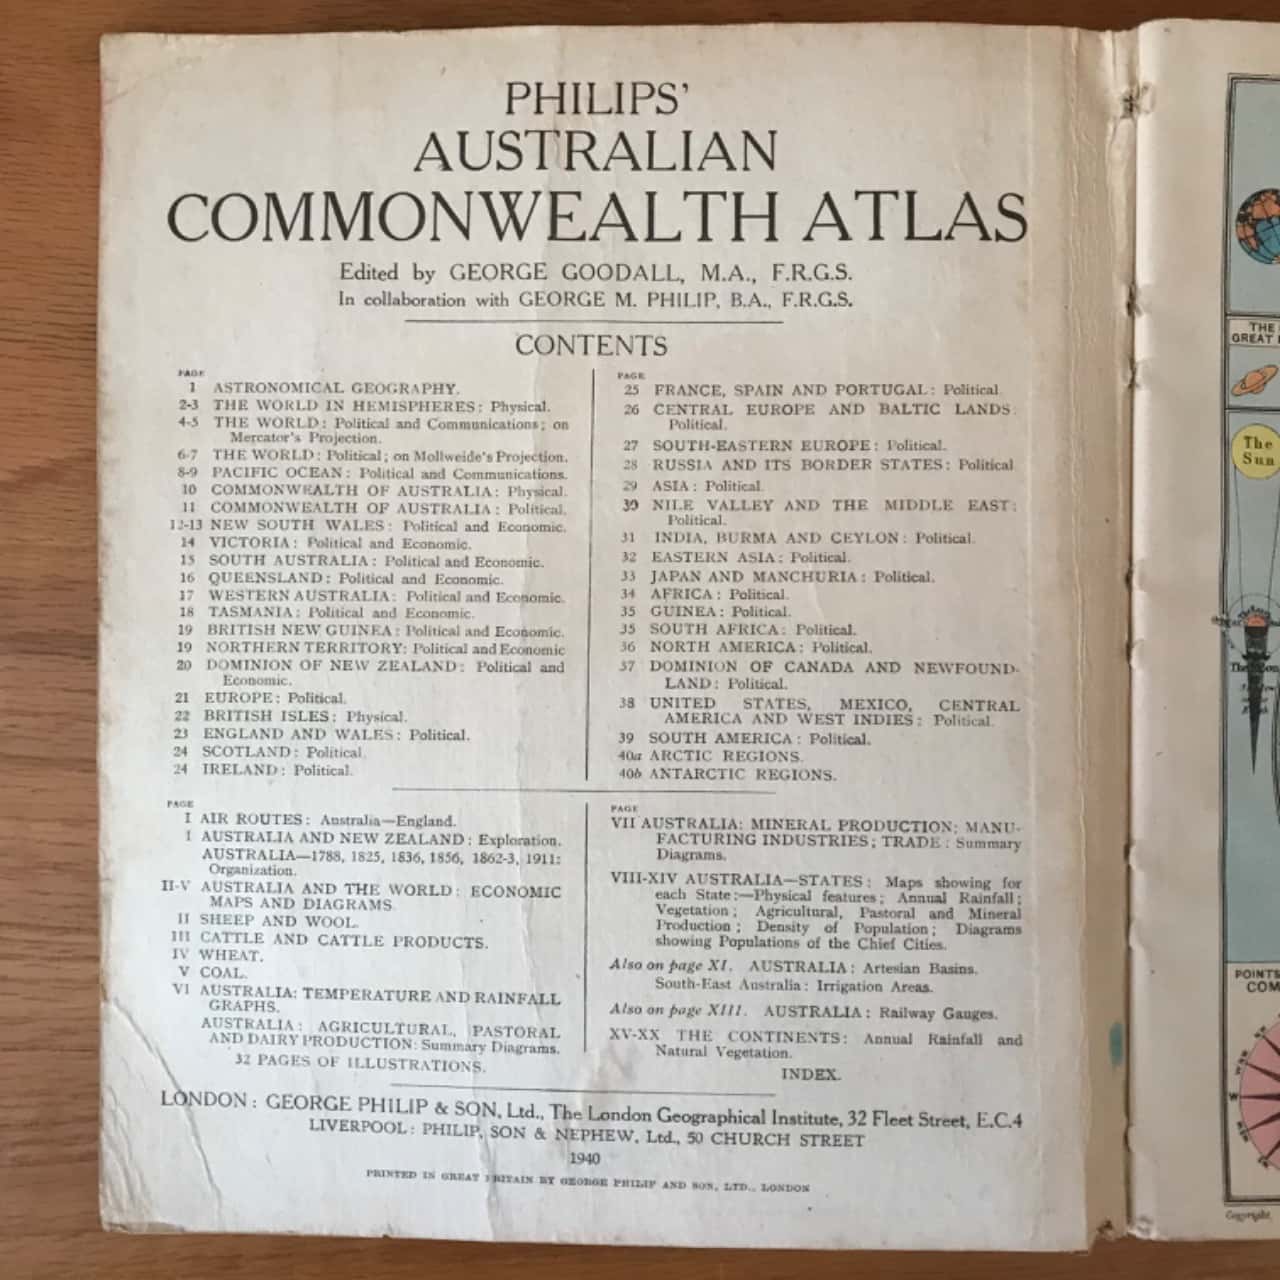 PHILIPS'
AUSTRALIAN
COMMONWEALTH ATLAS
Edited by GEORGE GOODALL, M.A., F.R.G.S.
In collaboration with GEORGE M. PHILIP, B.A., F.R.G.S.
CONTENTS
PAGE
1 ASTRONOMICAL GEOGRAPHY.
2-3 THE WORLD IN HEMISPHERES: Physical.
4-5 THE WORLD: Political and Communications; on
Mercator's Projection.
6-7 THE WORLD: Political; on Mollweide's Projection.
8-9 PACIFIC OCEAN: Political and Communications.
10 COMMONWEALTH OF AUSTRALIA: Physical.
11 COMMONWEALTH OF AUSTRALIA: Political.
12-13 NEW SOUTH WALES: Political and Economic.
14 VICTORIA: Political and Economic.
15 SOUTH AUSTRALIA: Political and Economic.
16 QUEENSLAND: Political and Economic.
17 WESTERN AUSTRALIA: Political and Economic.
18 TASMANIA: Political and Economic.
19 BRITISH NEW GUINEA: Political and Economic.
19 NORTHERN TERRITORY: Political and Economic
20 DOMINION OF NEW ZEALAND: Political and
Economic.
21 EUROPE: Political.
22 BRITISH ISLES: Physical.
23 ENGLAND AND WALES: Political.
24 SCOTLAND: Political.
24 IRELAND: Political.
PAGE
25 FRANCE, SPAIN AND PORTUGAL: Political.
26 CENTRAL EUROPE AND BALTIC LANDS:
Political.
27 SOUTH-EASTERN EUROPE: Political.
28 RUSSIA AND ITS BORDER STATES: Political
29 ASIA: Political.
30 NILE VALLEY AND THE MIDDLE EAST:
Political.
31 INDIA, BURMA AND CEYLON: Political.
32 EASTERN ASIA: Political.
33 JAPAN AND MANCHURIA: Political.
34 AFRICA: Political.
35 GUINEA: Political.
35 SOUTH AFRICA: Political.
36 NORTH AMERICA: Political.
37 DOMINION OF CANADA AND NEWFOUND-
LAND: Political.
38 UNITED STATES, MEXICO, CENTRAL
AMERICA AND WEST INDIES: Political.
39 SOUTH AMERICA: Political.
40a ARCTIC REGIONS.
40b ANTARCTIC REGIONS.
PAGE
I AIR ROUTES: Australia—England.
I AUSTRALIA AND NEW ZEALAND: Exploration.
AUSTRALIA—1788, 1825, 1836, 1856, 1862-3, 1911:
Organization.
II-V AUSTRALIA AND THE WORLD: ECONOMIC
MAPS AND DIAGRAMS
II SHEEP AND WOOL.
III CATTLE AND CATTLE PRODUCTS.
IV WHEAT.
V COAL.
VI AUSTRALIA: TEMPERATURE AND RAINFALL
GRAPHS.
AUSTRALIA: AGRICULTURAL, PASTORAL
AND DAIRY PRODUCTION: Summary Diagrams.
32 PAGES OF ILLUSTRATIONS.
PAGE
VII AUSTRALIA: MINERAL PRODUCTION; MANU-
FACTURING INDUSTRIES; TRADE: Summary
Diagrams.
VIII-XIV AUSTRALIA—STATES: Maps showing for
each State:—Physical features; Annual Rainfall;
Vegetation; Agricultural, Pastoral and Mineral
Production; Density of Population; Diagrams
showing Populations of the Chief Cities.
Also on page XI. AUSTRALIA: Artesian Basins.
South-East Australia: Irrigation Areas.
Also on page XIII. AUSTRALIA: Railway Gauges.
XV-XX THE CONTINENTS: Annual Rainfall and
Natural Vegetation.
INDEX.
LONDON: GEORGE PHILIP & SON, Ltd., The London Geographical Institute, 32 Fleet Street, E.C.4
LIVERPOOL: PHILIP, SON & NEPHEW, Ltd., 50 CHURCH STREET
1940
PRINTED IN GREAT BRITAIN BY GEORGE PHILIP AND SON, LTD., LONDON
THE
GREAT
The
Sun
POINTS
COM
Copyright.